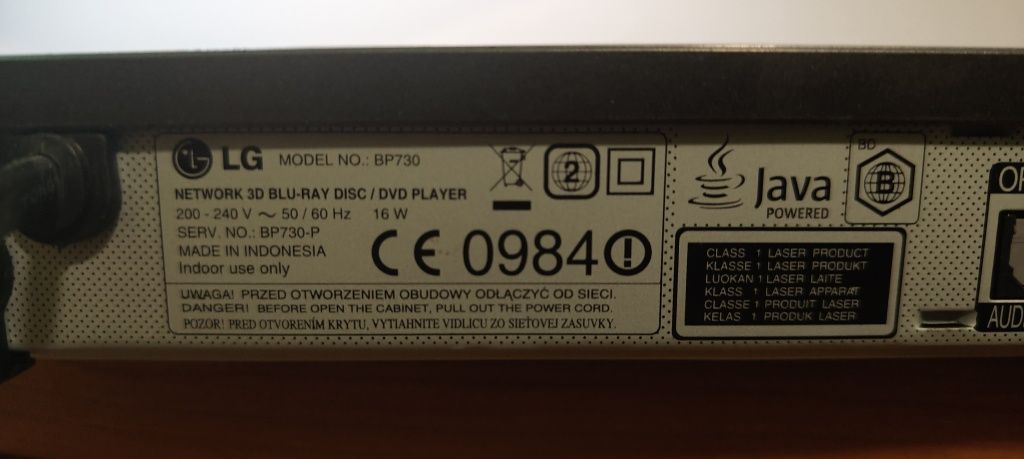 LG MODEL NO.: BP730
NETWORK 3D BLU-RAY DISC / DVD PLAYER
200 - 240 V ~ 50 / 60 Hz 16 W
SERV. NO.: BP730-P
MADE IN INDONESIA
Indoor use only
CE 0984
2
UWAGA! PRZED OTWORZENIEM OBUDOWY ODŁĄCZYĆ OD SIECI.
DANGER! BEFORE OPEN THE CABINET, PULL OUT THE POWER CORD.
POZOR! PRED OTVORENÍM KRYTU, VYTIAHNITE VIDLICU ZO SIEŤOVEJ ZASUVKY.
Java
POWERED
BD
B
CLASS 1 LASER PRODUCT
KLASSE 1 LASER PRODUKT
LUOKAN 1 LASER LAITE
KLASS 1 LASER APPARAT
CLASSE 1 PRODUIT LASER
KELAS 1 PRODUK LASER